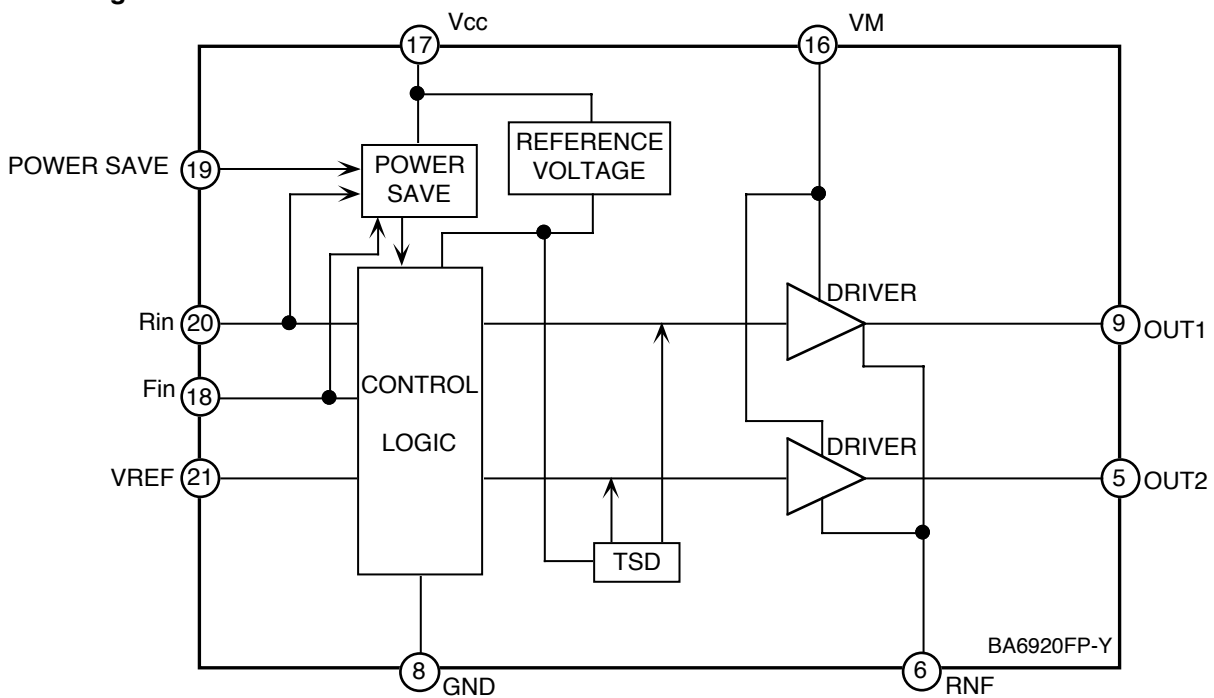 g
Vcc
17
VM
16
POWER SAVE
19
POWER
SAVE
REFERENCE
VOLTAGE
Rin
20
DRIVER
9
OUT1
Fin
18
CONTROL
LOGIC
VREF
21
DRIVER
5
OUT2
TSD
BA6920FP-Y
8
GND
6
RNF